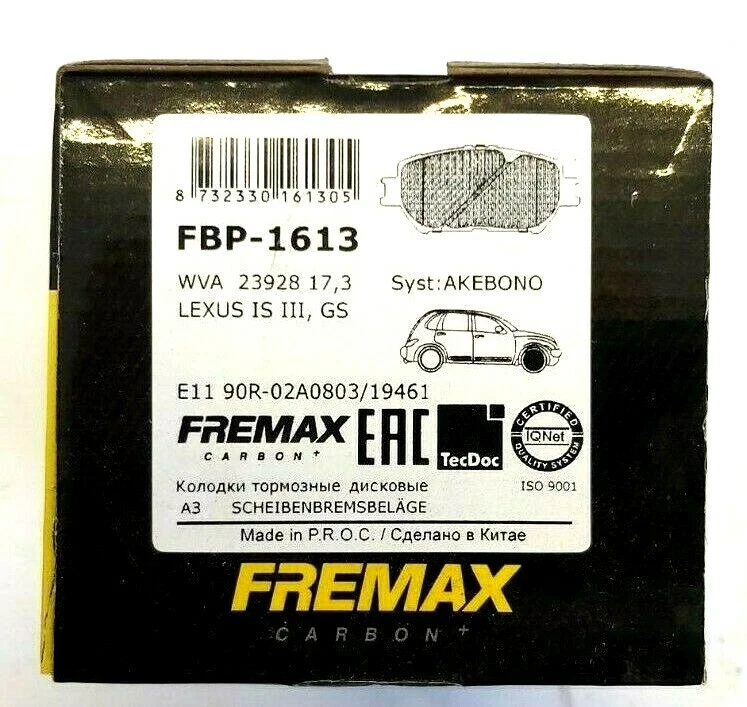 8 732330 161305
FBP-1613
WVA 23928 17,3 Syst:AKEBONO
LEXUS IS III, GS
E11 90R-02A0803/19461
FREMAX
CARBON+
EAC
TecDoc
CERTIFIED
IQNet
QUALITY SYSTEM
ISO 9001
Колодки тормозные дисковые
A3 SCHEIBENBREMSBELÄGE
Made in P.R.O.C. / Сделано в Китае
FREMAX
CARBON+